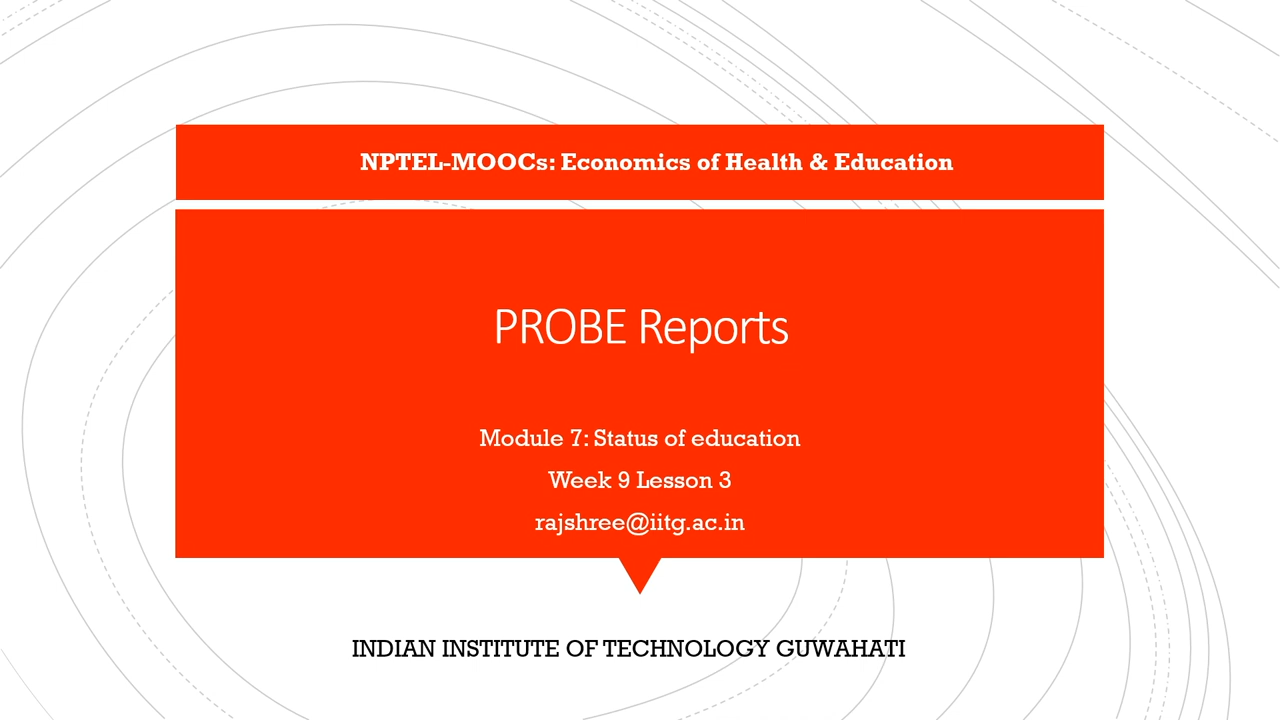 NPTEL-MOOCs: Economics of Health & Education
PROBE Reports
Module 7: Status of education
Week 9 Lesson 3
rajshree@iitg.ac.in
INDIAN INSTITUTE OF TECHNOLOGY GUWAHATI